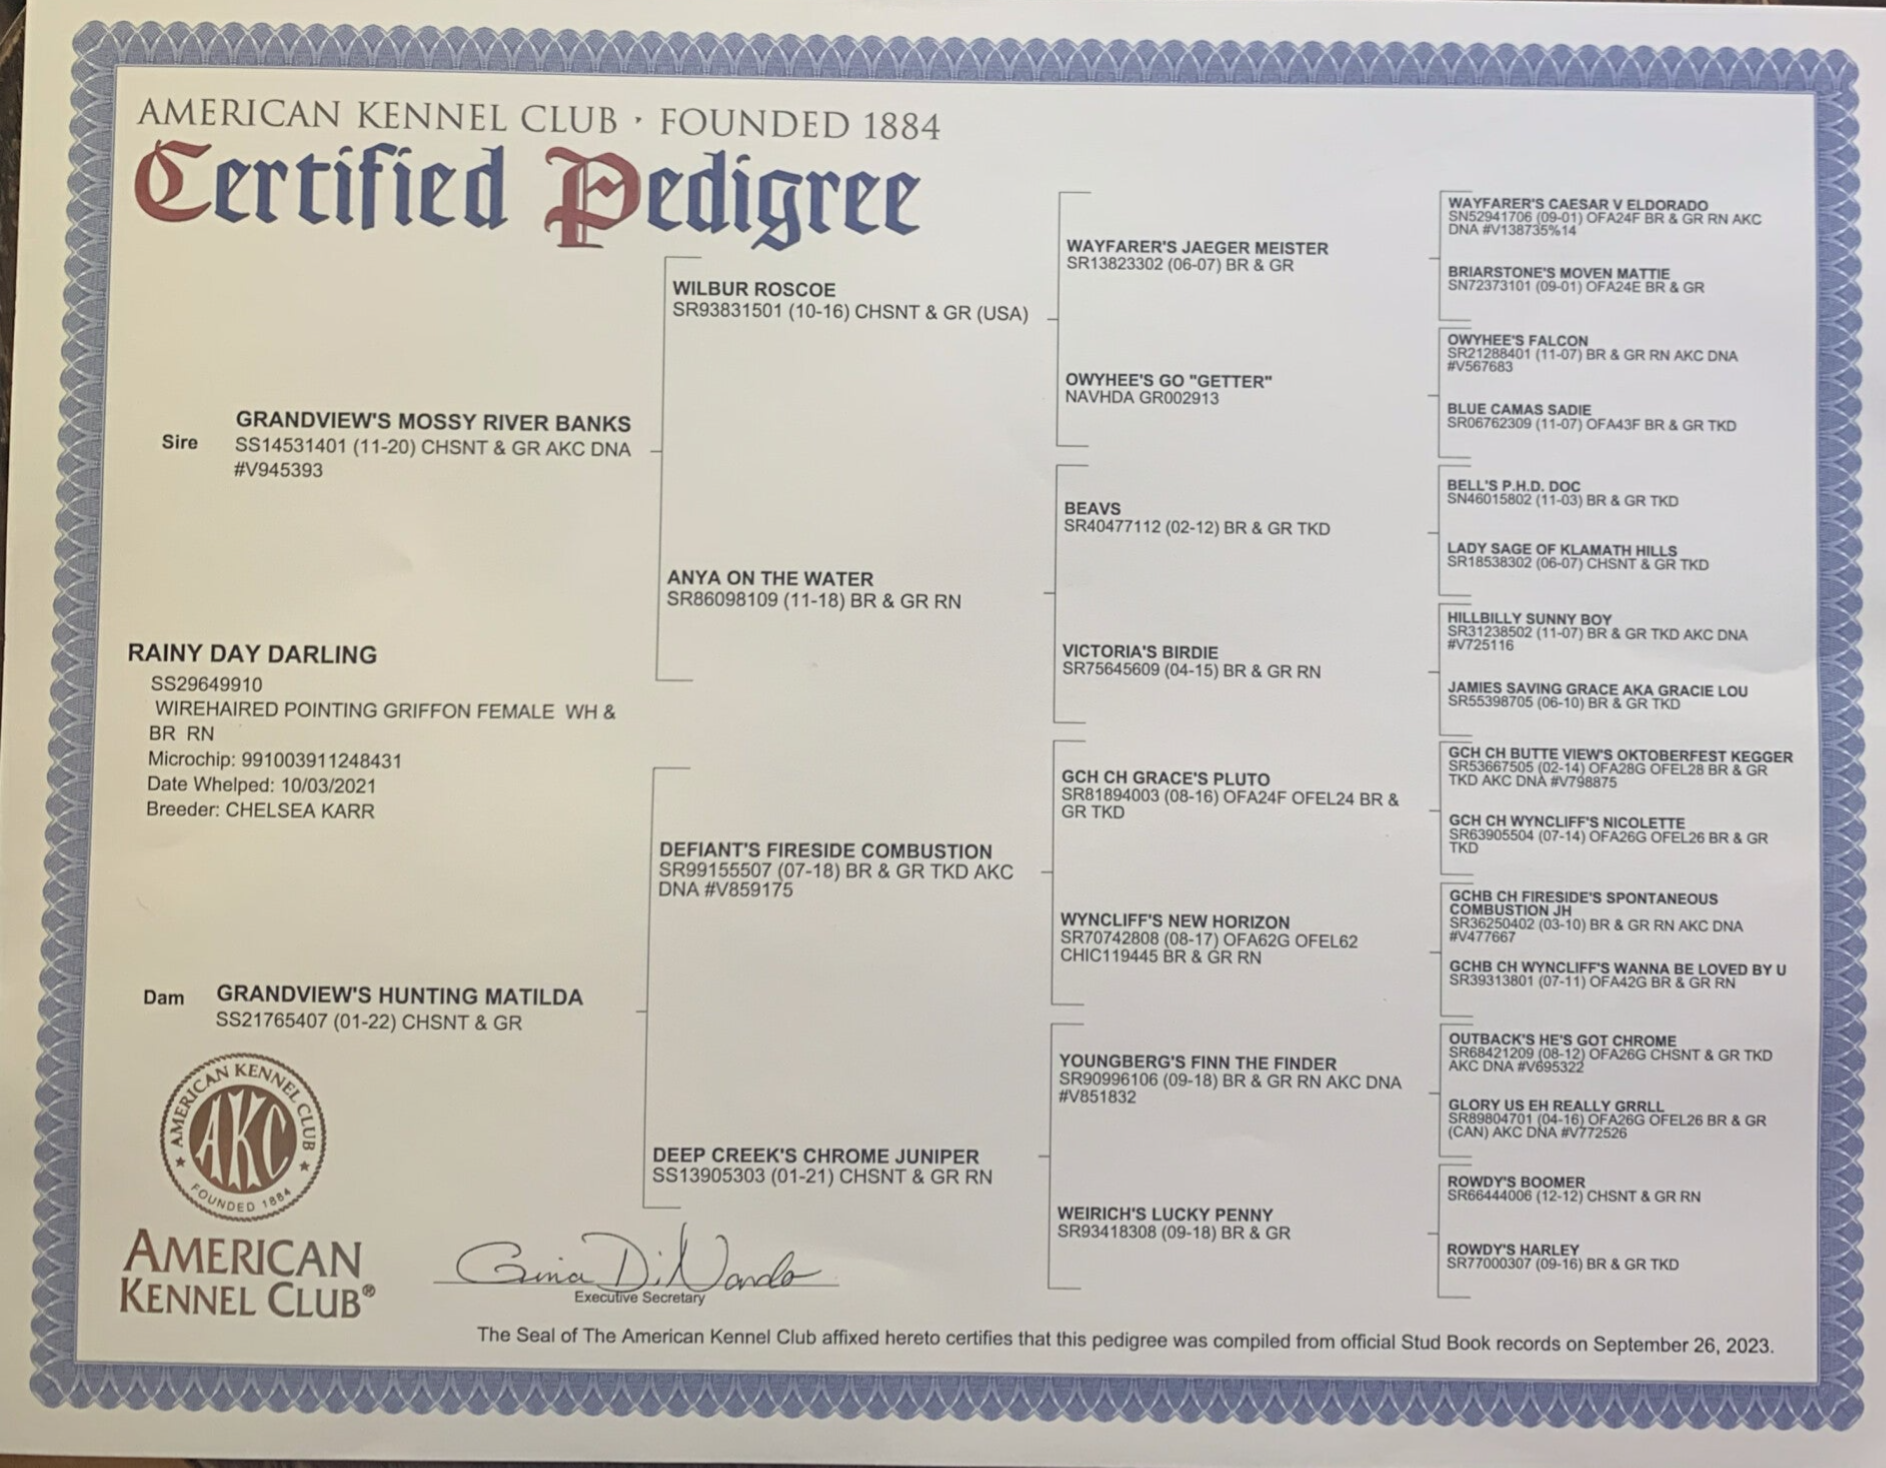 AMERICAN KENNEL CLUB · FOUNDED 1884
Certified Pedigree
Sire
GRANDVIEW'S MOSSY RIVER BANKS
SS14531401 (11-20) CHSNT & GR AKC DNA
#V945393
RAINY DAY DARLING
SS29649910
WIREHAIRED POINTING GRIFFON FEMALE WH &
BR RN
Microchip: 991003911248431
Date Whelped: 10/03/2021
Breeder: CHELSEA KARR
Dam
GRANDVIEW'S HUNTING MATILDA
SS21765407 (01-22) CHSNT & GR
WILBUR ROSCOE
SR93831501 (10-16) CHSNT & GR (USA)
ANYA ON THE WATER
SR86098109 (11-18) BR & GR RN
DEFIANT'S FIRESIDE COMBUSTION
SR99155507 (07-18) BR & GR TKD AKC
DNA #V859175
DEEP CREEK'S CHROME JUNIPER
SS13905303 (01-21) CHSNT & GR RN
WAYFARER'S JAEGER MEISTER
SR13823302 (06-07) BR & GR
OWYHEE'S GO "GETTER"
NAVHDA GR002913
BEAVS
SR40477112 (02-12) BR & GR TKD
VICTORIA'S BIRDIE
SR75645609 (04-15) BR & GR RN
GCH CH GRACE'S PLUTO
SR81894003 (08-16) OFA24F OFEL24 BR &
GR TKD
WYNCLIFF'S NEW HORIZON
SR70742808 (08-17) OFA62G OFEL62
CHIC119445 BR & GR RN
YOUNGBERG'S FINN THE FINDER
SR90996106 (09-18) BR & GR RN AKC DNA
#V851832
WEIRICH'S LUCKY PENNY
SR93418308 (09-18) BR & GR
WAYFARER'S CAESAR V ELDORADO
SN52941706 (09-01) OFA24F BR & GR RN AKC
DNA #V138735%14
BRIARSTONE'S MOVEN MATTIE
SN72373101 (09-01) OFA24E BR & GR
OWYHEE'S FALCON
SR21288401 (11-07) BR & GR RN AKC DNA
#V567683
BLUE CAMAS SADIE
SR06762309 (11-07) OFA43F BR & GR TKD
BELL'S P.H.D. DOC
SN46015802 (11-03) BR & GR TKD
LADY SAGE OF KLAMATH HILLS
SR18538302 (06-07) CHSNT & GR TKD
HILLBILLY SUNNY BOY
SR31238502 (11-07) BR & GR TKD AKC DNA
#V725116
JAMIES SAVING GRACE AKA GRACIE LOU
SR55398705 (06-10) BR & GR TKD
GCH CH BUTTE VIEW'S OKTOBERFEST KEGGER
SR53667505 (02-14) OFA28G OFEL28 BR & GR
TKD AKC DNA #V798875
GCH CH WYNCLIFF'S NICOLETTE
SR63905504 (07-14) OFA26G OFEL26 BR & GR
TKD
GCHB CH FIRESIDE'S SPONTANEOUS
COMBUSTION JH
SR36250402 (03-10) BR & GR RN AKC DNA
#V477667
GCHB CH WYNCLIFF'S WANNA BE LOVED BY U
SR39313801 (07-11) OFA42G BR & GR RN
OUTBACK'S HE'S GOT CHROME
SR68421209 (08-12) OFA26G CHSNT & GR TKD
AKC DNA #V695322
GLORY US EH REALLY GRRLL
SR89804701 (04-16) OFA26G OFEL26 BR & GR
(CAN) AKC DNA #V772526
ROWDY'S BOOMER
SR66444006 (12-12) CHSNT & GR RN
ROWDY'S HARLEY
SR77000307 (09-16) BR & GR TKD
AMERICAN KENNEL CLUB
AKC
FOUNDED 1884
AMERICAN
KENNEL CLUB®
Gina DiNardo
Executive Secretary
The Seal of The American Kennel Club affixed hereto certifies that this pedigree was compiled from official Stud Book records on September 26, 2023.